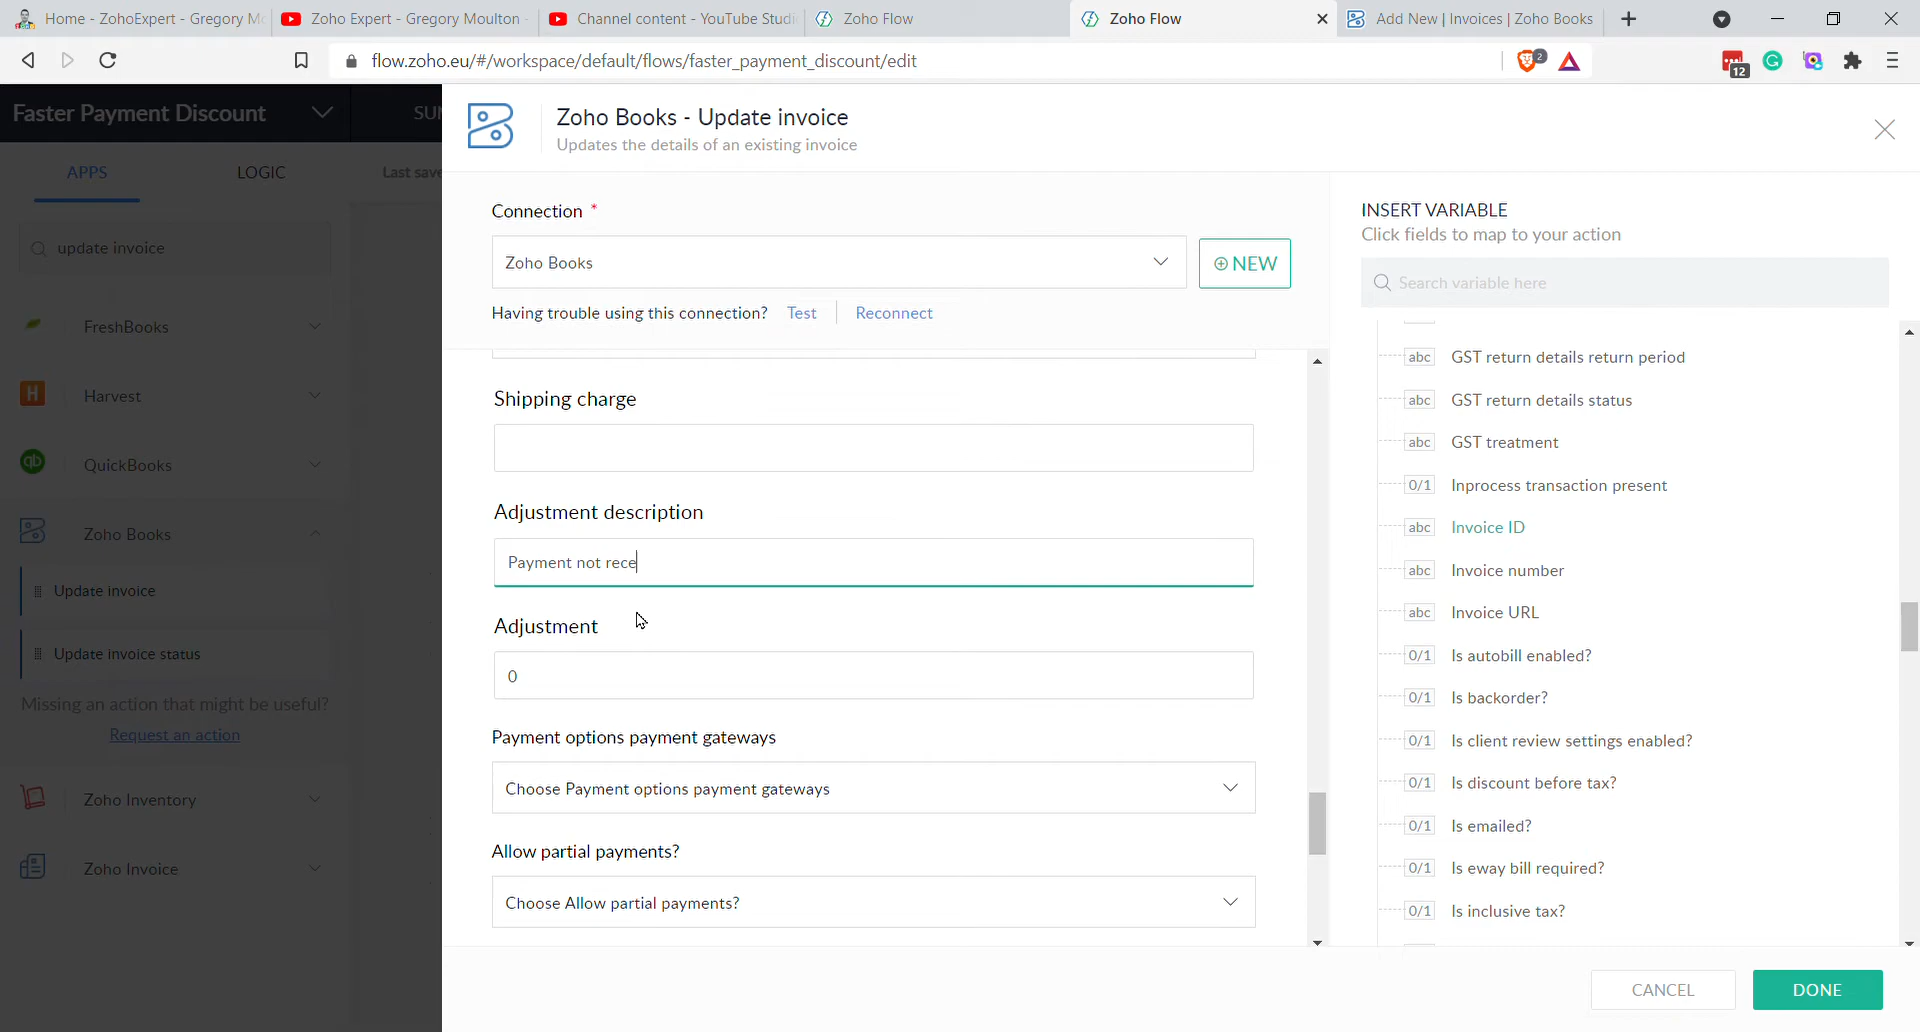 Home - ZohoExpert - Gregory Mo
Zoho Expert - Gregory Moulton
Channel content - YouTube Studi
Zoho Flow
Zoho Flow
Add New | Invoices | Zoho Books
flow.zoho.eu/#/workspace/default/flows/faster_payment_discount/edit
2
12
Faster Payment Discount
SUM
APPS
LOGIC
Last save
update invoice
FreshBooks
Harvest
QuickBooks
Zoho Books
Update invoice
Update invoice status
Missing an action that might be useful?
Request an action
Zoho Inventory
Zoho Invoice
Zoho Books - Update invoice
Updates the details of an existing invoice
Connection *
Zoho Books
NEW
Having trouble using this connection? Test Reconnect
Shipping charge
Adjustment description
Payment not rece
Adjustment
0
Payment options payment gateways
Choose Payment options payment gateways
Allow partial payments?
Choose Allow partial payments?
INSERT VARIABLE
Click fields to map to your action
Search variable here
abc GST return details return period
abc GST return details status
abc GST treatment
0/1 Inprocess transaction present
abc Invoice ID
abc Invoice number
abc Invoice URL
0/1 Is autobill enabled?
0/1 Is backorder?
0/1 Is client review settings enabled?
0/1 Is discount before tax?
0/1 Is emailed?
0/1 Is eway bill required?
0/1 Is inclusive tax?
CANCEL
DONE